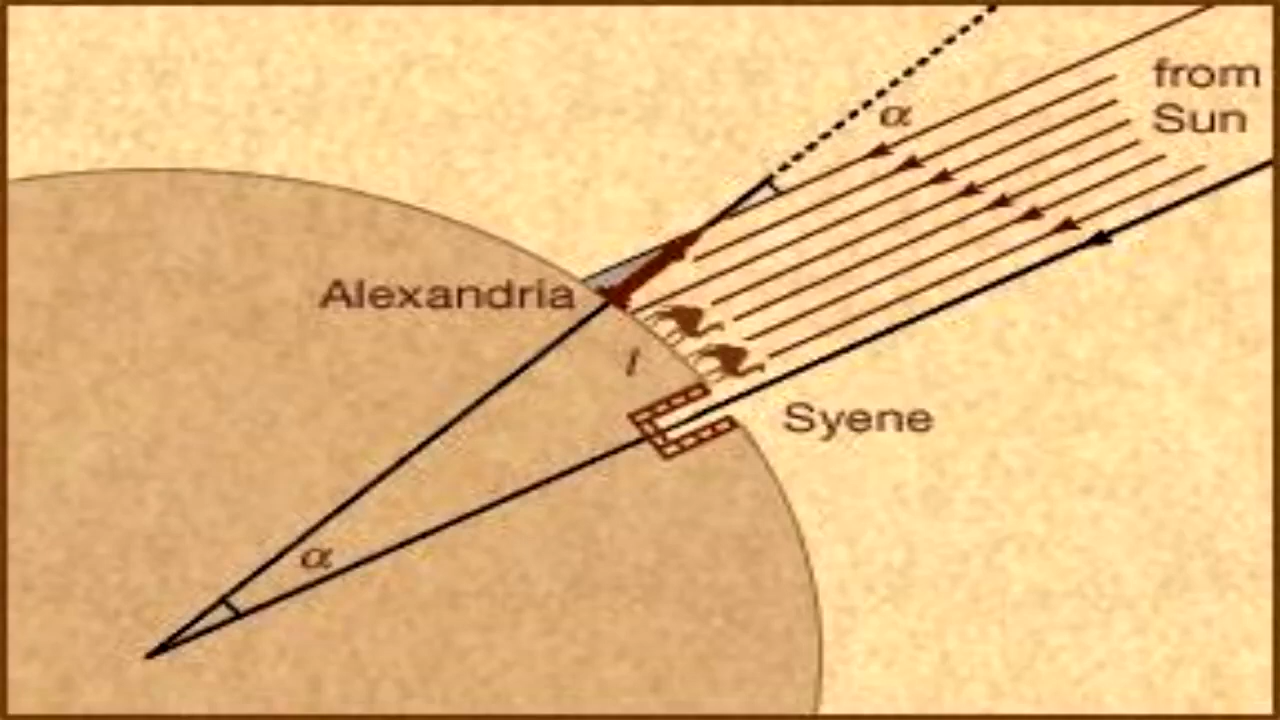 from
Sun
α
Alexandria
l
Syene
α